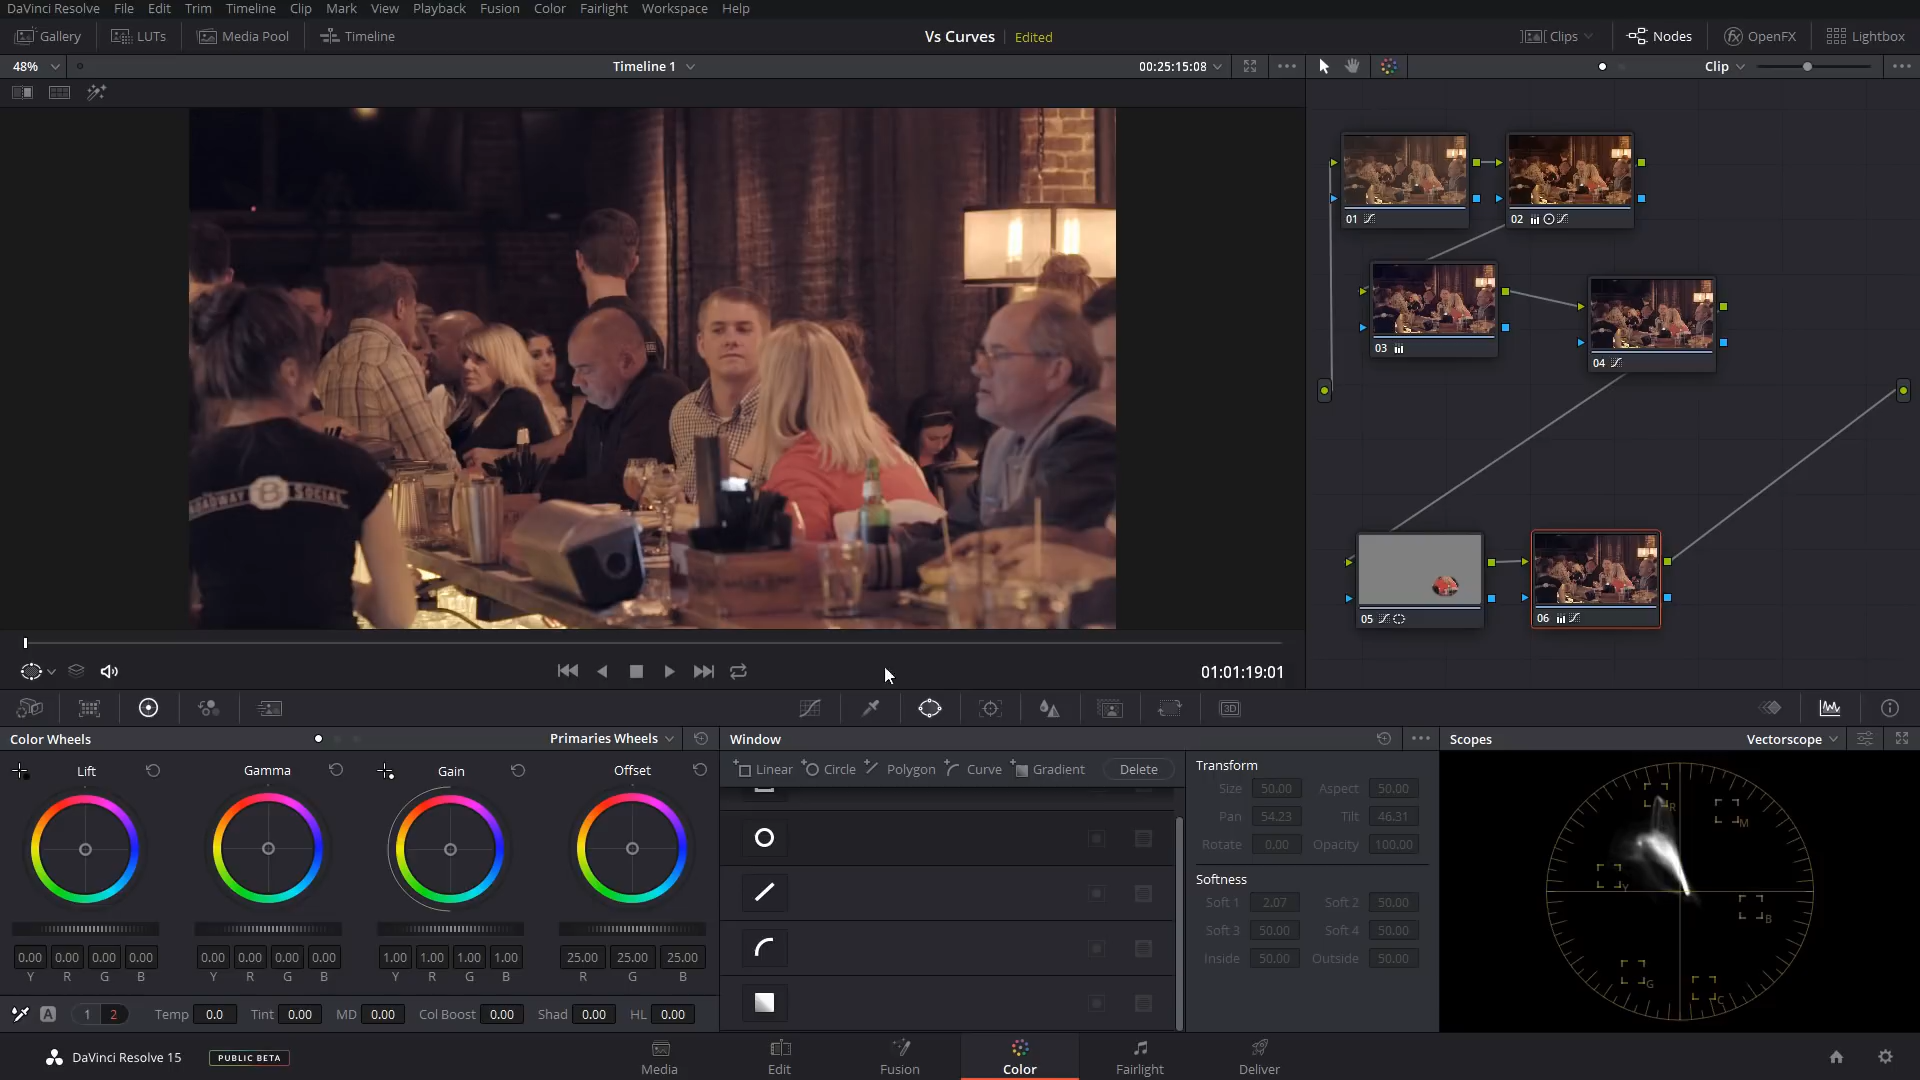 DaVinci Resolve File Edit Trim Timeline Clip Mark View Playback Fusion Color Fairlight Workspace Help
Gallery LUTs Media Pool Timeline Vs Curves Edited Clips Nodes OpenFX Lightbox
48% Timeline 1 00:25:15:08 Clip
01 02
03 04
05 06
B SOCIAL
01:01:19:01
3D
Color Wheels Primaries Wheels Window Scopes Vectorscope
Lift Gamma Gain Offset
Linear Circle Polygon Curve Gradient Delete
Transform
Size 50.00 Aspect 50.00
Pan 54.23 Tilt 46.31
Rotate 0.00 Opacity 100.00
Softness
Soft 1 2.07 Soft 2 50.00
Soft 3 50.00 Soft 4 50.00
Inside 50.00 Outside 50.00
R M
Y B
G C
0.00 0.00 0.00 0.00 0.00 0.00 0.00 0.00 1.00 1.00 1.00 1.00 25.00 25.00 25.00
Y R G B Y R G B Y R G B R G B
A 1 2 Temp 0.0 Tint 0.00 MD 0.00 Col Boost 0.00 Shad 0.00 HL 0.00
DaVinci Resolve 15 PUBLIC BETA Media Edit Fusion Color Fairlight Deliver